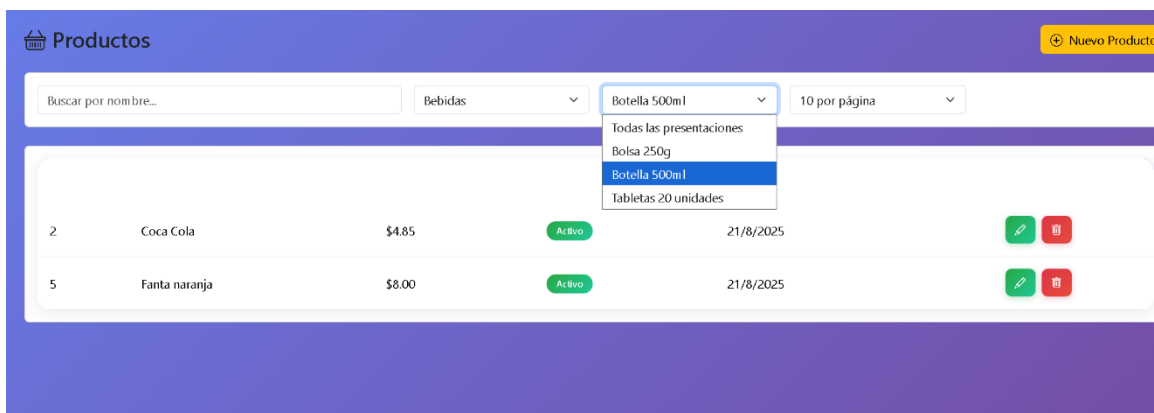 Productos
Nuevo Producto
Buscar por nombre...
Bebidas
Botella 500ml
10 por página
Todas las presentaciones
Bolsa 250g
Botella 500ml
Tabletas 20 unidades
2 Coca Cola $4.85 Activo 21/8/2025
5 Fanta naranja $8.00 Activo 21/8/2025